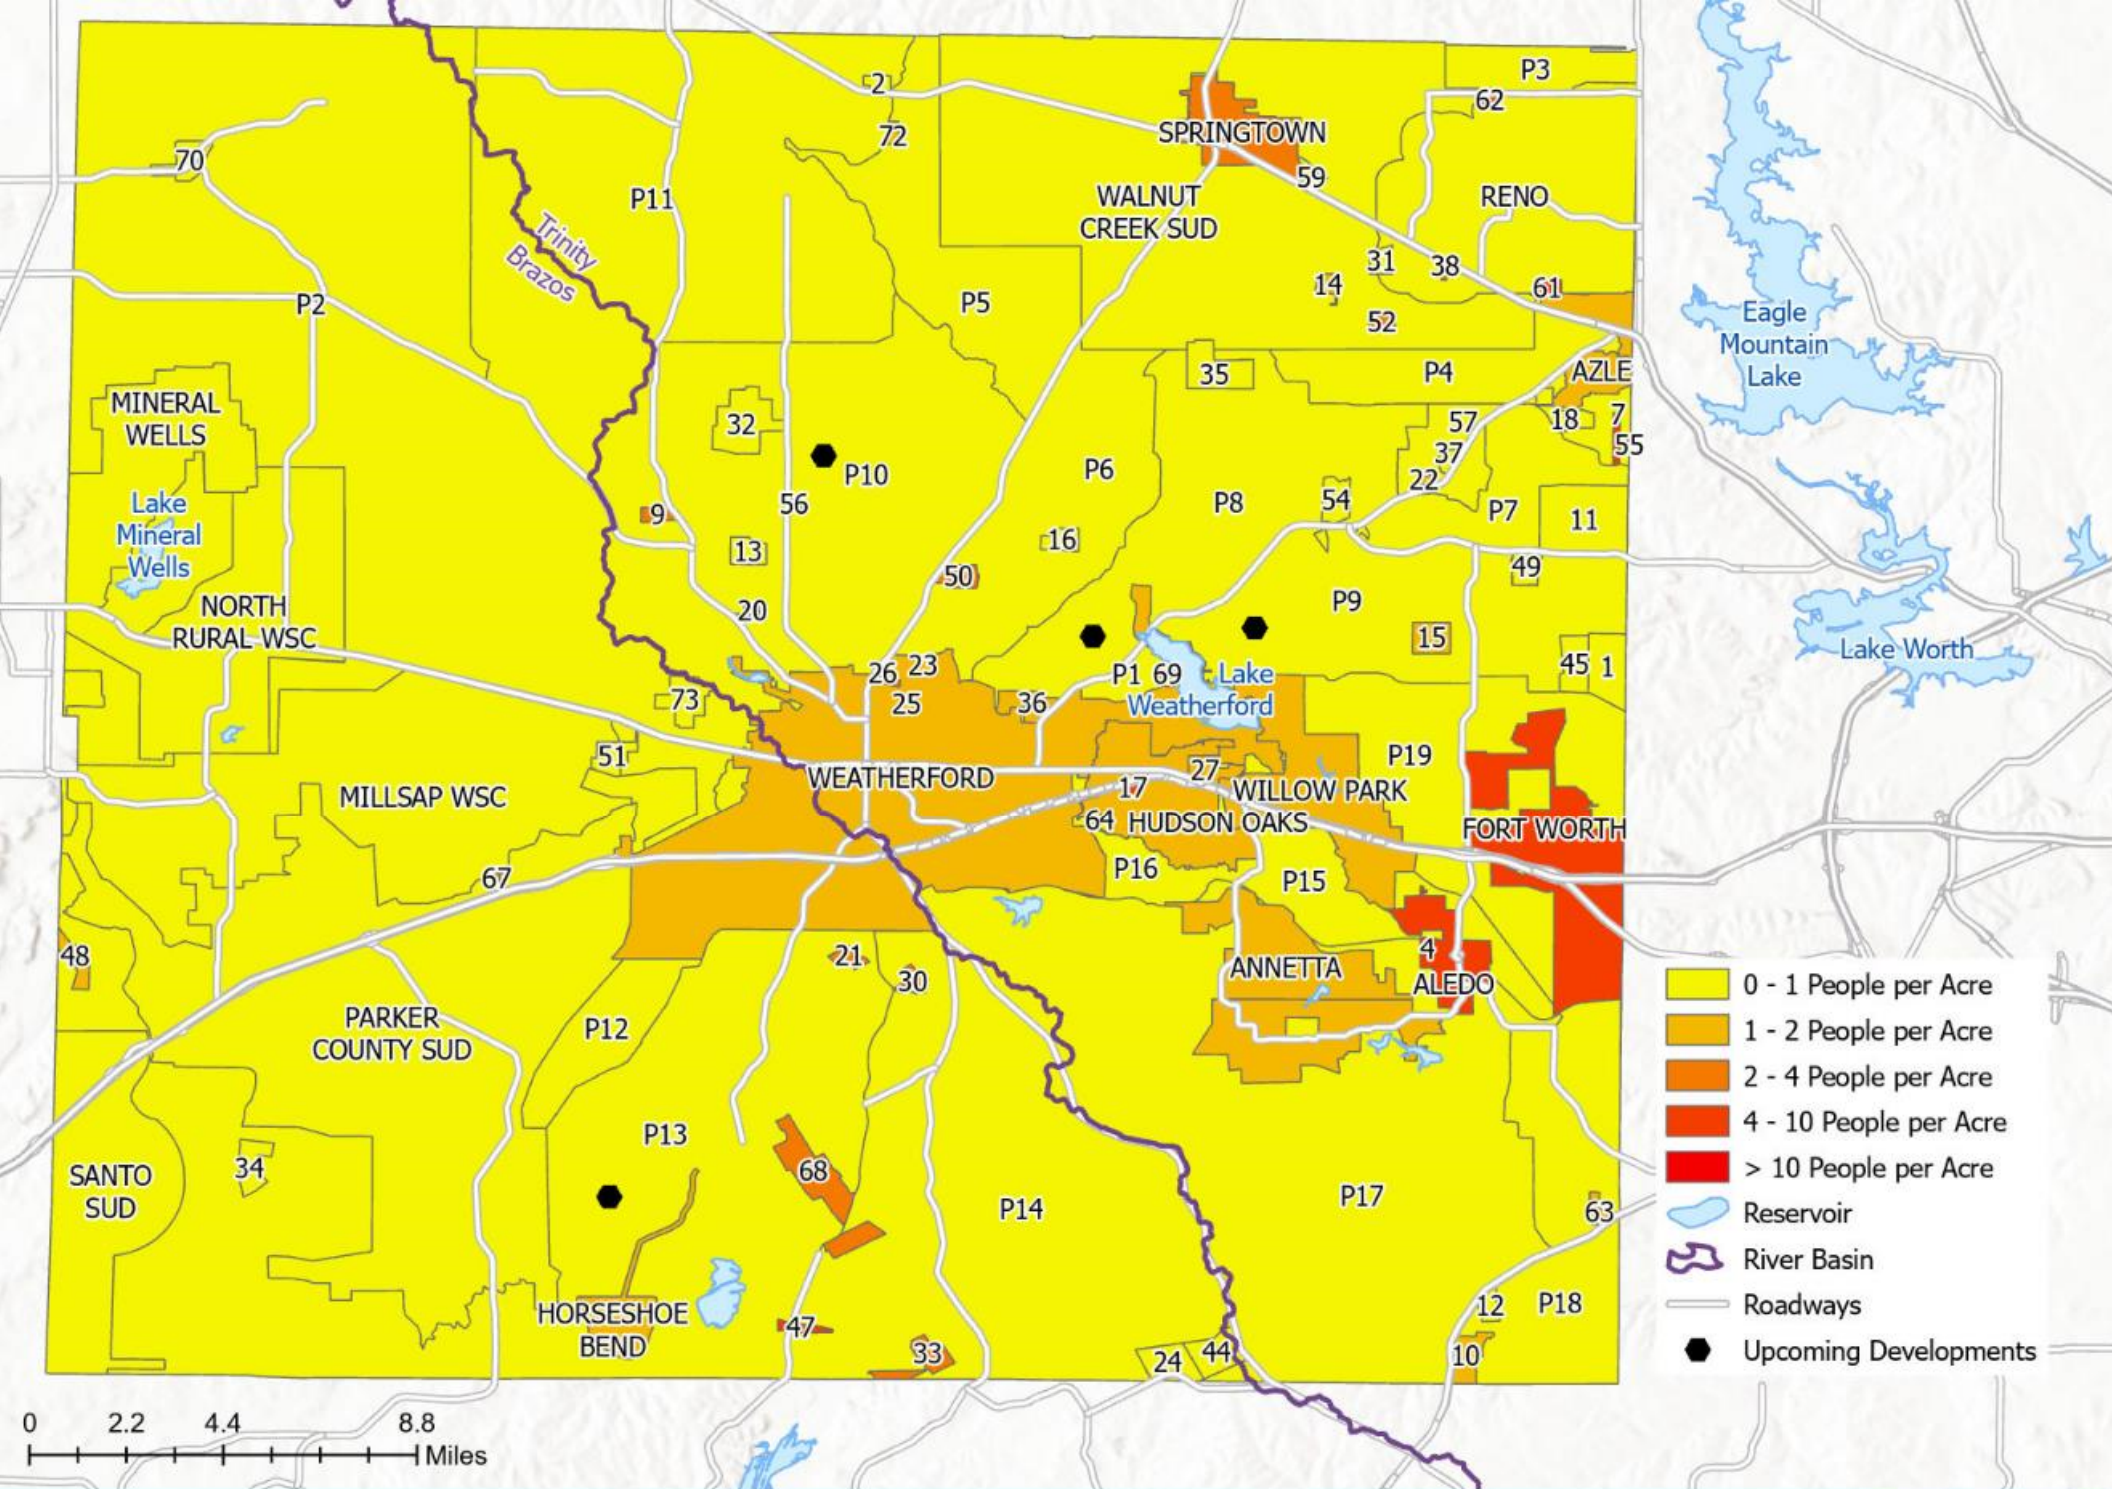 P3
2
62
72
SPRINGTOWN
70
59
P11
WALNUT
CREEK SUD
RENO
Trinity
Brazos
31
38
14
61
P2
P5
52
Eagle
Mountain
Lake
35
P4
AZLE
MINERAL
WELLS
32
57
18
7
55
37
P10
P6
22
Lake
Mineral
Wells
56
P8
54
P7
11
9
16
13
50
49
20
NORTH
RURAL WSC
P9
15
Lake Worth
26
23
P1
69
Lake
Weatherford
45
1
73
25
36
51
P19
WEATHERFORD
27
MILLSAP WSC
17
WILLOW PARK
64
HUDSON OAKS
FORT WORTH
67
P16
P15
48
21
4
30
ANNETTA
ALEDO
PARKER
COUNTY SUD
P12
P13
34
SANTO
SUD
68
P14
P17
63
HORSESHOE
BEND
47
12
P18
33
24
44
10
0 - 1 People per Acre
1 - 2 People per Acre
2 - 4 People per Acre
4 - 10 People per Acre
> 10 People per Acre
Reservoir
River Basin
Roadways
Upcoming Developments
0 2.2 4.4 8.8
Miles